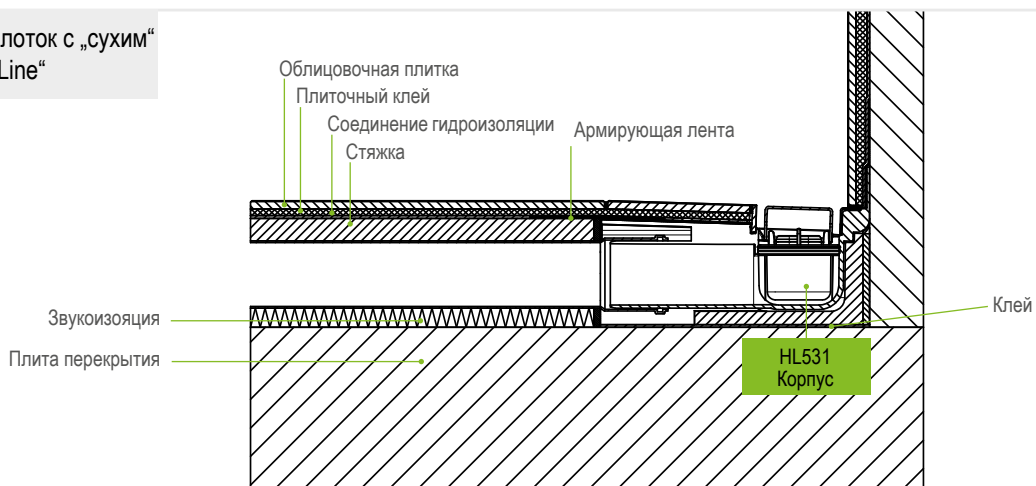 лоток с „сухим“
Line“
Облицовочная плитка
Плиточный клей
Соединение гидроизоляции
Стяжка
Армирующая лента
Звукоизояция
Плита перекрытия
Клей
HL531
Корпус